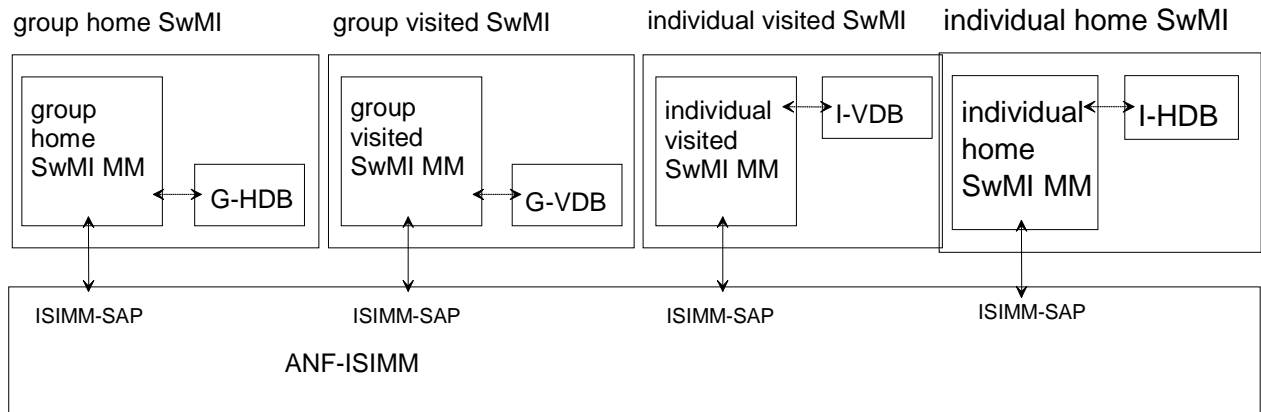 group home SwMI
group visited SwMI
individual visited SwMI
individual home SwMI
group
home
SwMI MM
G-HDB
group
visited
SwMI MM
G-VDB
individual
visited
SwMI MM
I-VDB
individual
home
SwMI MM
I-HDB
ISIMM-SAP
ISIMM-SAP
ISIMM-SAP
ISIMM-SAP
ANF-ISIMM